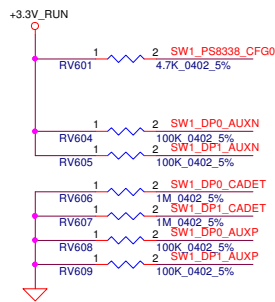 +3.3V_RUN
1 2 SW1_PS8338_CFG0
RV601 4.7K_0402_5%
1 2 SW1_DP0_AUXN
RV604 100K_0402_5%
1 2 SW1_DP1_AUXN
RV605 100K_0402_5%
1 2 SW1_DP0_CADET
RV606 1M_0402_5%
1 2 SW1_DP1_CADET
RV607 1M_0402_5%
1 2 SW1_DP0_AUXP
RV608 100K_0402_5%
1 2 SW1_DP1_AUXP
RV609 100K_0402_5%